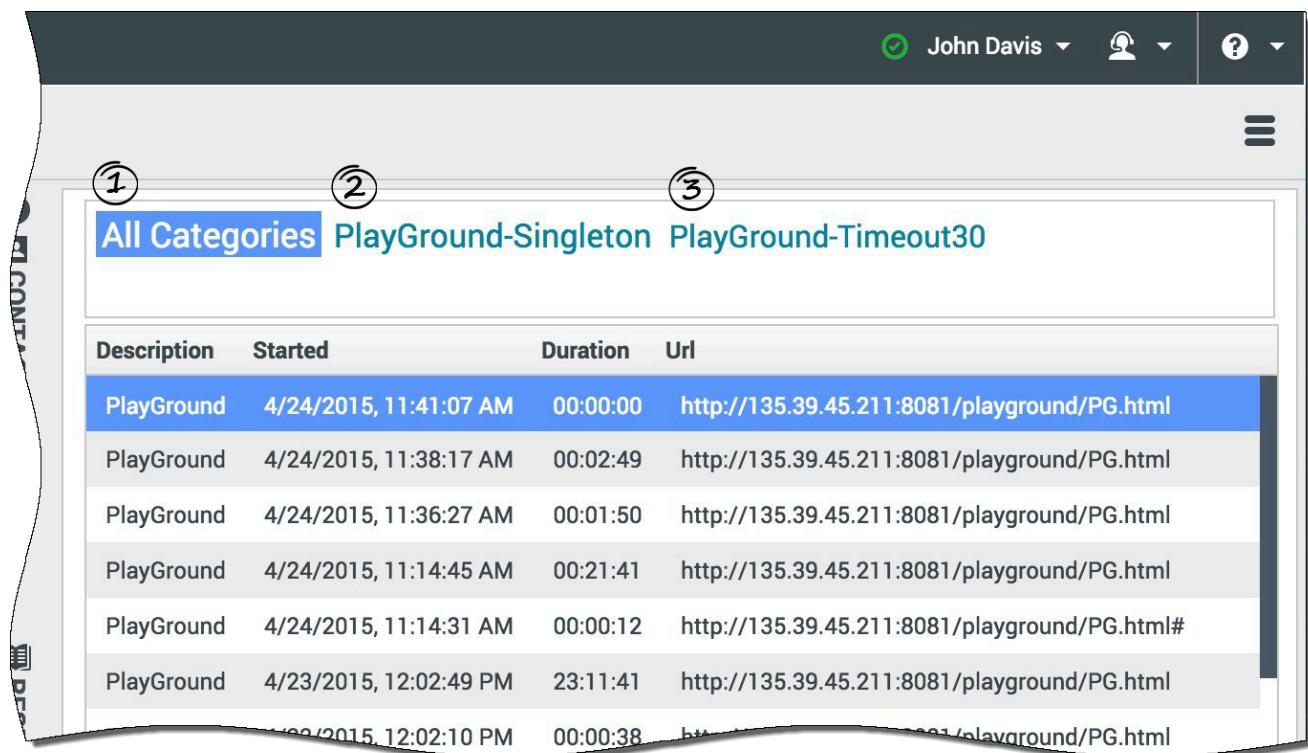 John Davis
1 2 3
All Categories PlayGround-Singleton PlayGround-Timeout30
Description Started Duration Url
PlayGround 4/24/2015, 11:41:07 AM 00:00:00 http://135.39.45.211:8081/playground/PG.html
PlayGround 4/24/2015, 11:38:17 AM 00:02:49 http://135.39.45.211:8081/playground/PG.html
PlayGround 4/24/2015, 11:36:27 AM 00:01:50 http://135.39.45.211:8081/playground/PG.html
PlayGround 4/24/2015, 11:14:45 AM 00:21:41 http://135.39.45.211:8081/playground/PG.html
PlayGround 4/24/2015, 11:14:31 AM 00:00:12 http://135.39.45.211:8081/playground/PG.html#
PlayGround 4/23/2015, 12:02:49 PM 23:11:41 http://135.39.45.211:8081/playground/PG.html
12:02:10 PM 00:00:38